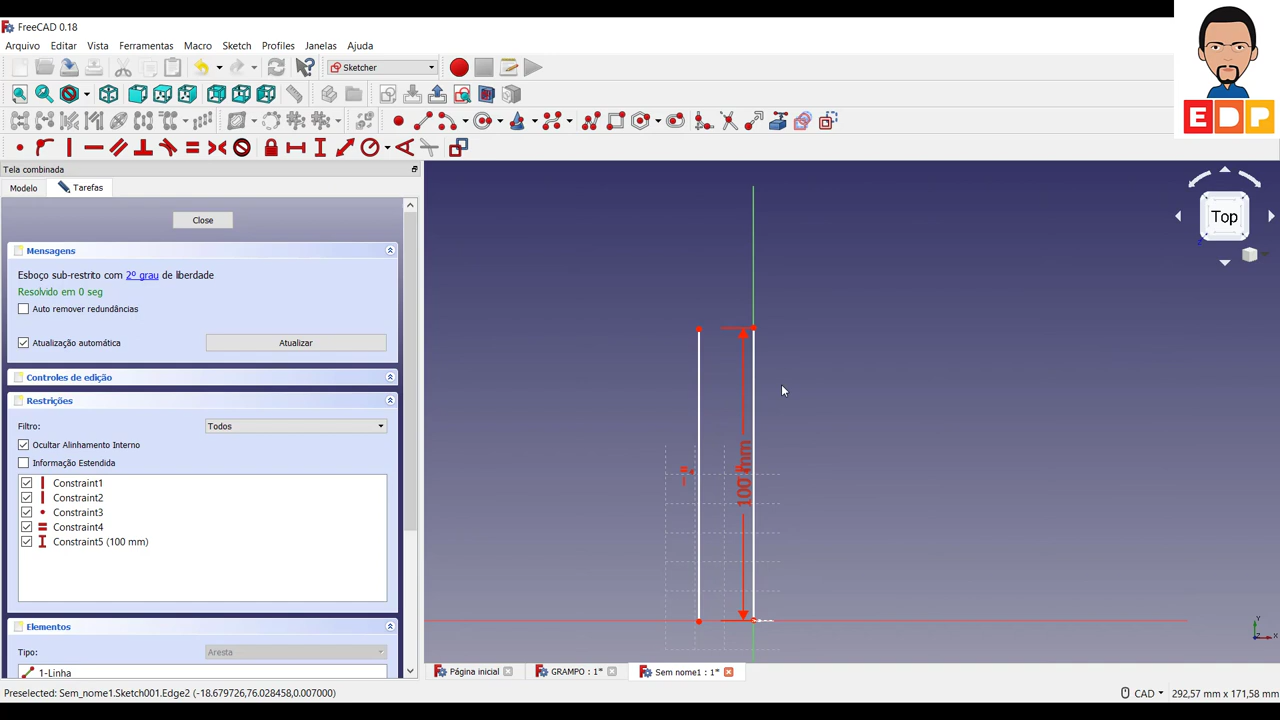 FreeCAD 0.18
Arquivo Editar Vista Ferramentas Macro Sketch Profiles Janelas Ajuda
Sketcher
E D P
Tela combinada
Modelo Tarefas
Close
Mensagens
Esboço sub-restrito com 2º grau de liberdade
Resolvido em 0 seg
Auto remover redundâncias
Atualização automática Atualizar
Controles de edição
Restrições
Filtro: Todos
Ocultar Alinhamento Interno
Informação Estendida
Constraint1
Constraint2
Constraint3
Constraint4
Constraint5 (100 mm)
Elementos
Tipo: Aresta
1-Linha
100 mm
Top
Z
Y
Z X
Página inicial GRAMPO : 1* Sem nome1 : 1*
Preselected: Sem_nome1.Sketch001.Edge2 (-18.679726,76.028458,0.007000)
CAD 292,57 mm x 171,58 mm